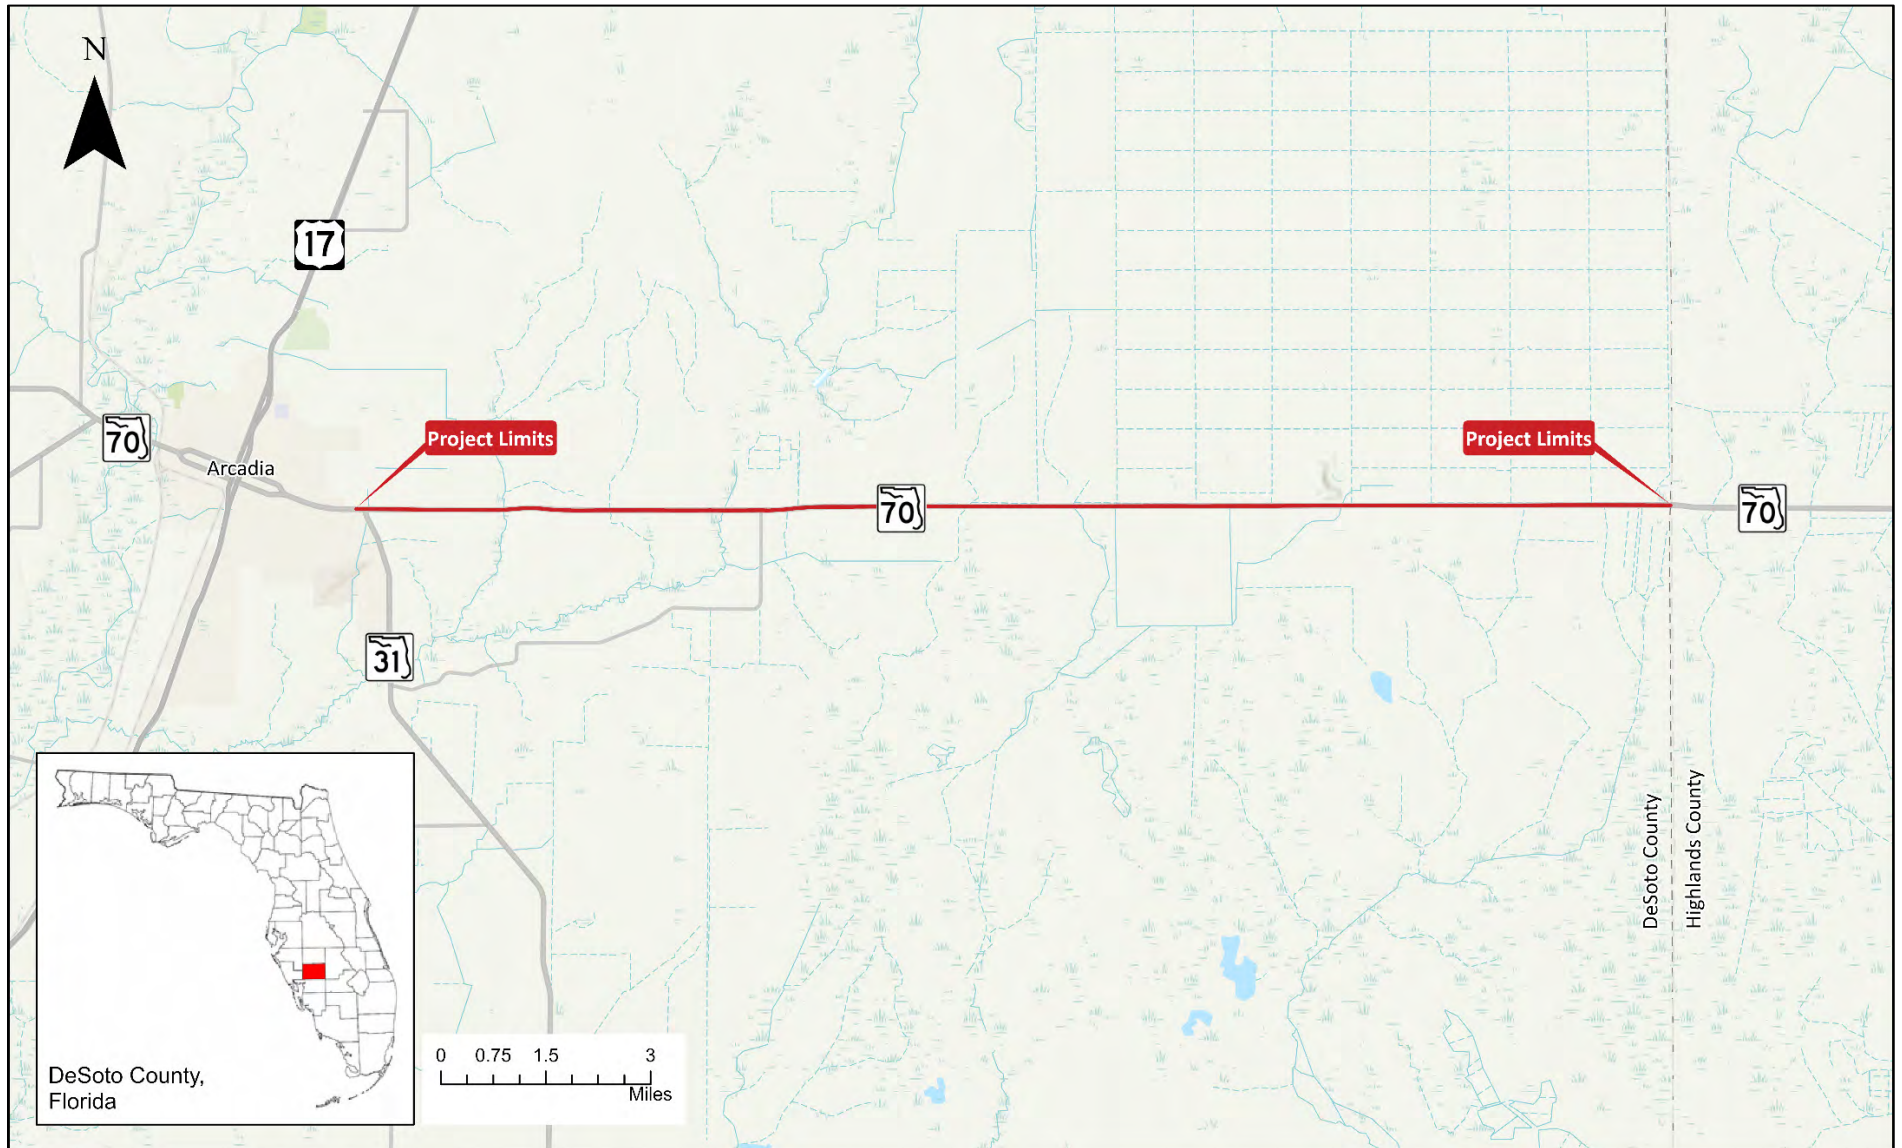 N
17
70
Arcadia
Project Limits
Project Limits
70
70
31
DeSoto County
Highlands County
DeSoto County,
Florida
0 0.75 1.5 3
Miles